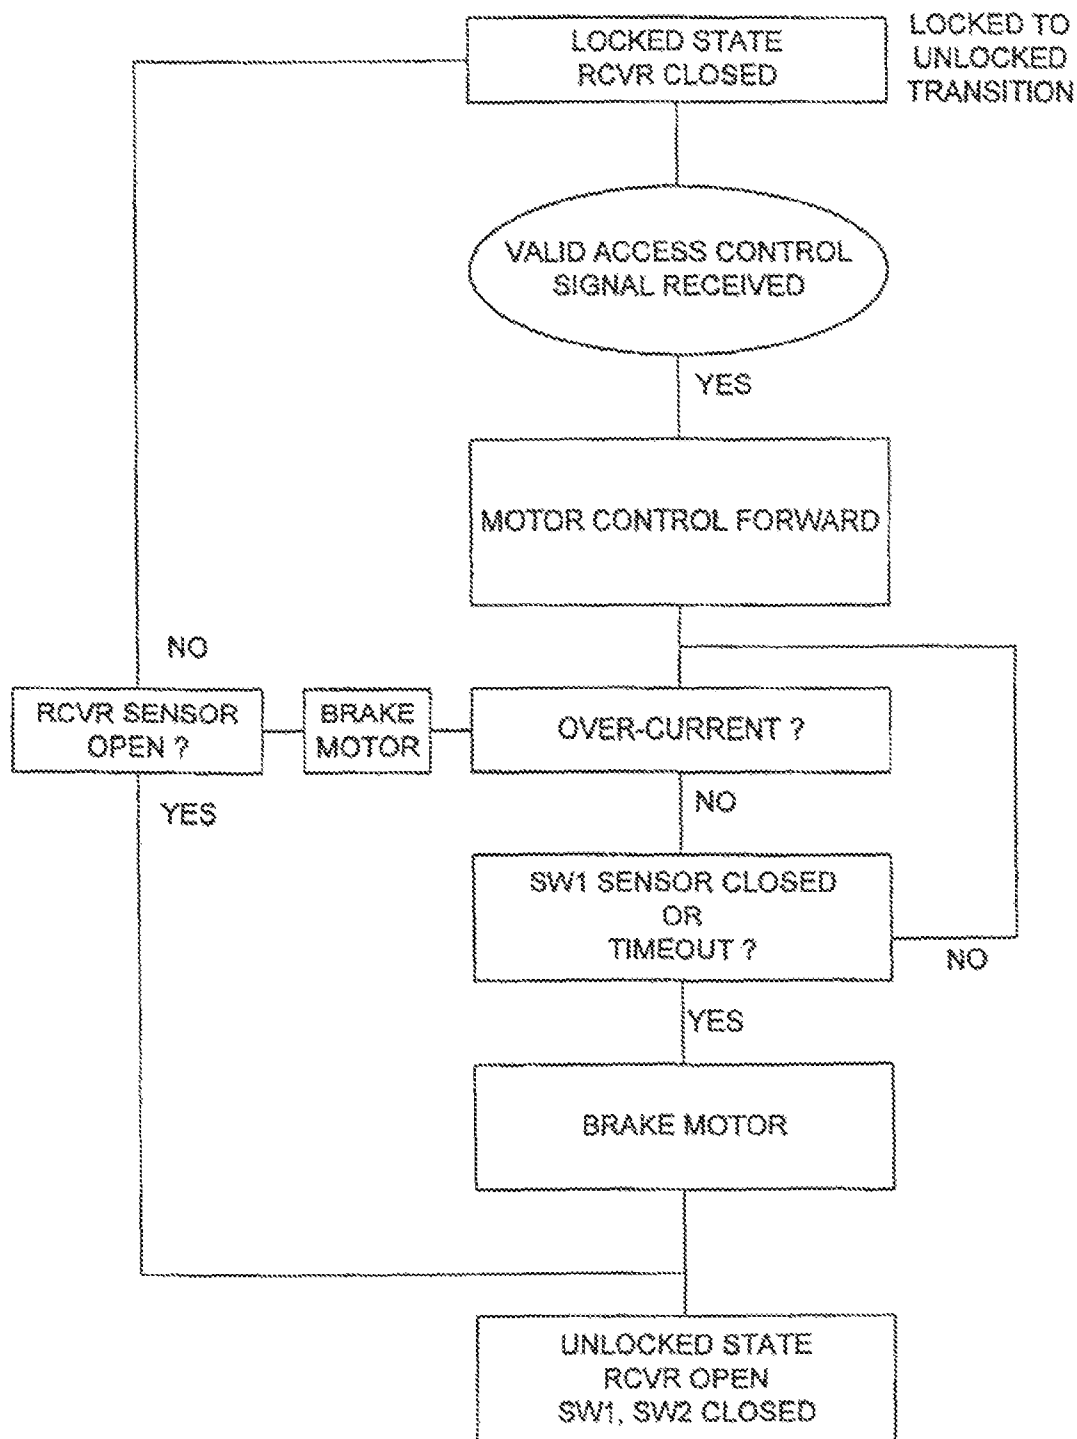 LOCKED STATE
RCVR CLOSED
LOCKED TO
UNLOCKED
TRANSITION
VALID ACCESS CONTROL
SIGNAL RECEIVED
YES
MOTOR CONTROL FORWARD
NO
RCVR SENSOR
OPEN ?
BRAKE
MOTOR
OVER-CURRENT ?
YES
NO
SW1 SENSOR CLOSED
OR
TIMEOUT ?
NO
YES
BRAKE MOTOR
UNLOCKED STATE
RCVR OPEN
SW1, SW2 CLOSED